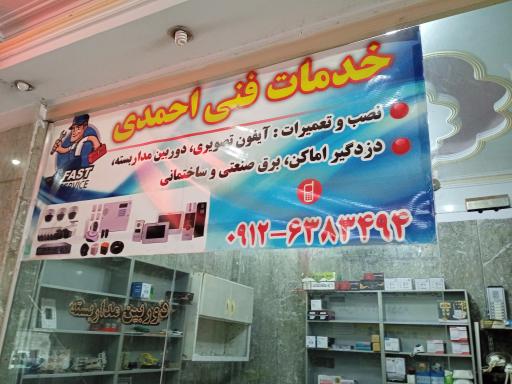 خدمات فنی احمدی
نصب و تعمیرات : آیفون تصویری، دوربین مداربسته،
دزدگیر اماکن، برق صنعتی و ساختمانی
FAST
SERVICE
۰۹۱۲-۶۳۸۳۴۹۴
دوربین مداربسته